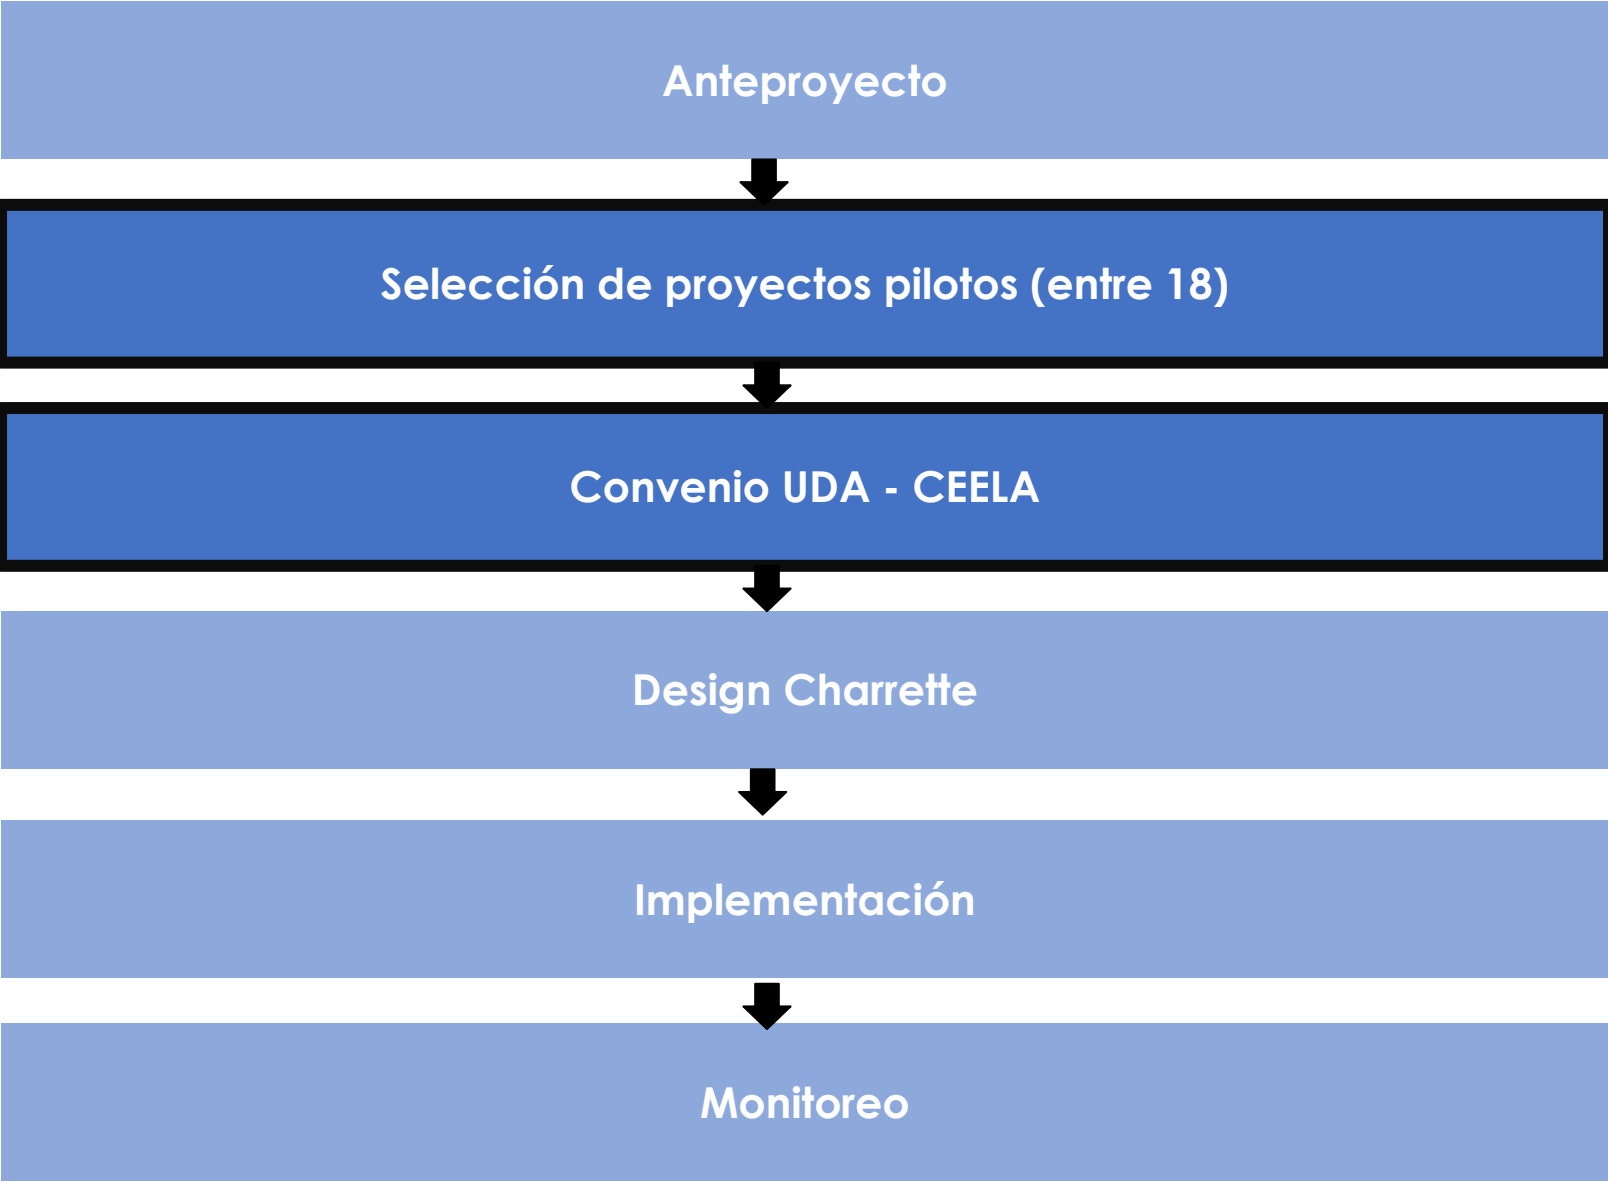 Anteproyecto
Selección de proyectos pilotos (entre 18)
Convenio UDA - CEELA
Design Charrette
Implementación
Monitoreo